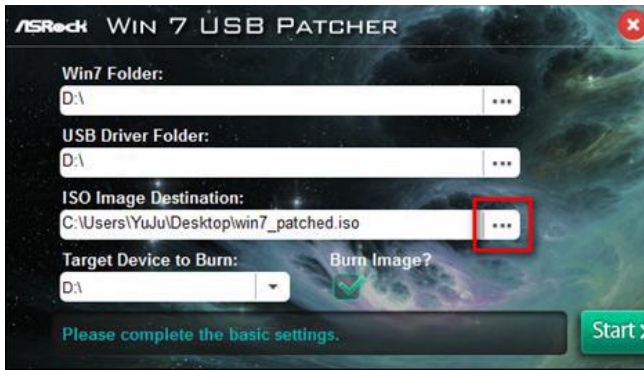 ASRock WIN 7 USB PATCHER
Win7 Folder:
D:\
...
USB Driver Folder:
D:\
...
ISO Image Destination:
C:\Users\YuJu\Desktop\win7_patched.iso
...
Target Device to Burn:
Burn Image?
D:\
Please complete the basic settings.
Start